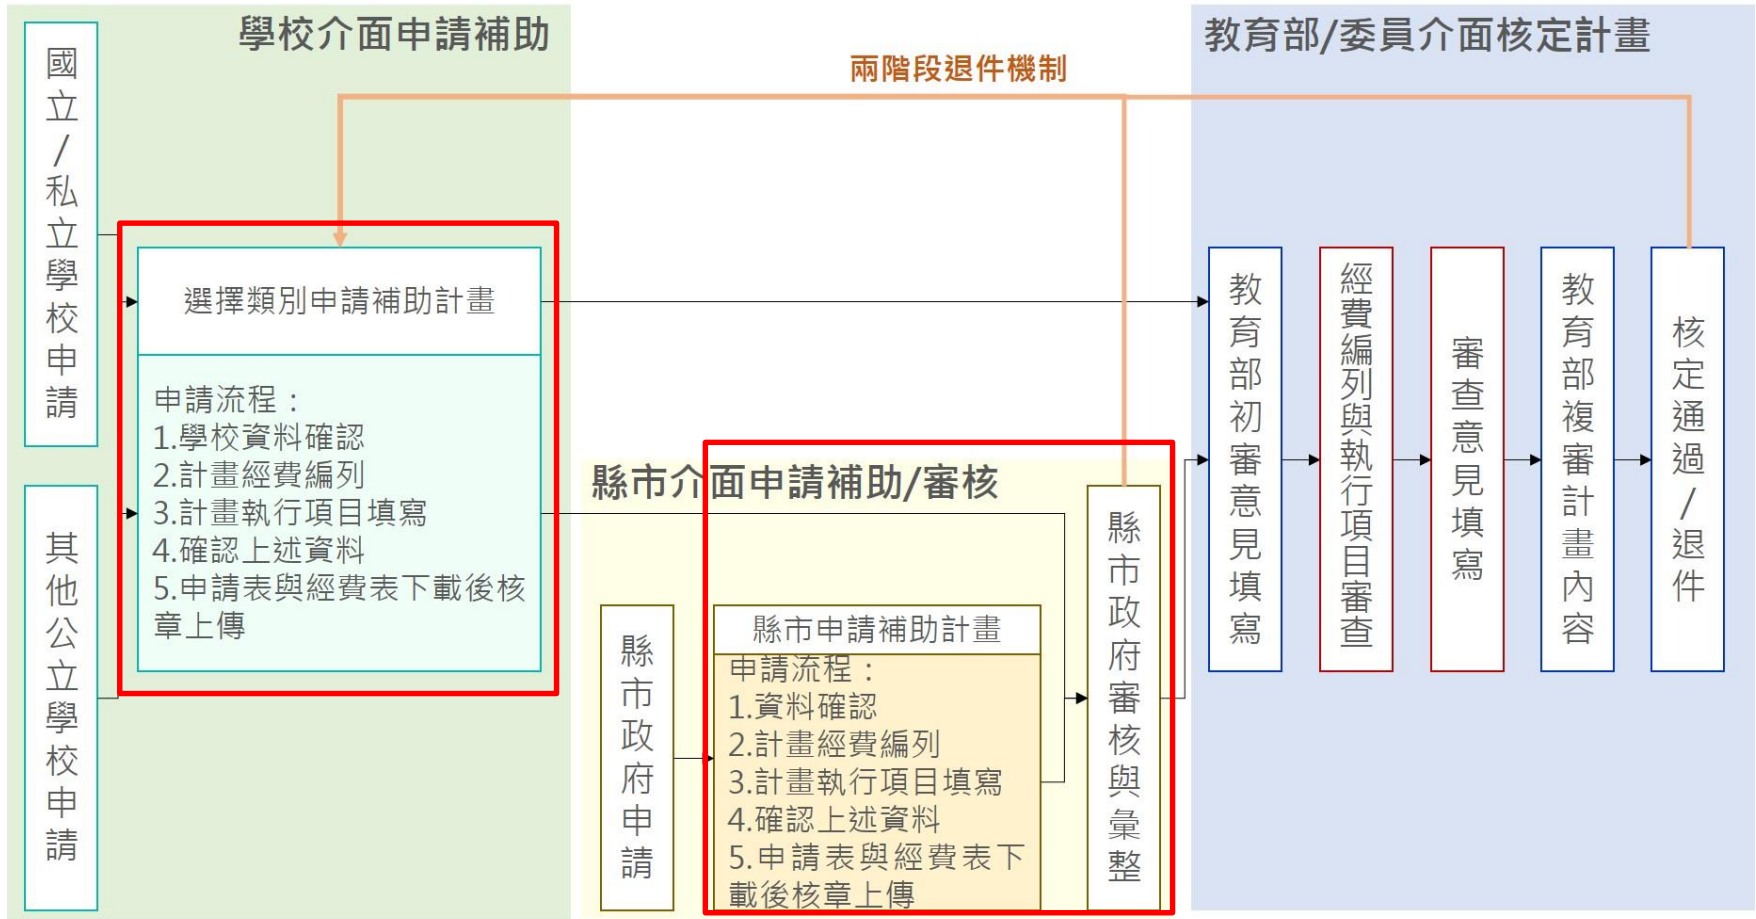 學校介面申請補助
國立/私立學校申請
其他公立學校申請
選擇類別申請補助計畫
申請流程：
1.學校資料確認
2.計畫經費編列
3.計畫執行項目填寫
4.確認上述資料
5.申請表與經費表下載後核
章上傳
兩階段退件機制
縣市介面申請補助/審核
縣市政府申請
縣市申請補助計畫
申請流程：
1.資料確認
2.計畫經費編列
3.計畫執行項目填寫
4.確認上述資料
5.申請表與經費表下
載後核章上傳
縣市政府審核與彙整
教育部/委員介面核定計畫
教育部初審意見填寫
經費編列與執行項目審查
審查意見填寫
教育部複審計畫內容
核定通過/退件